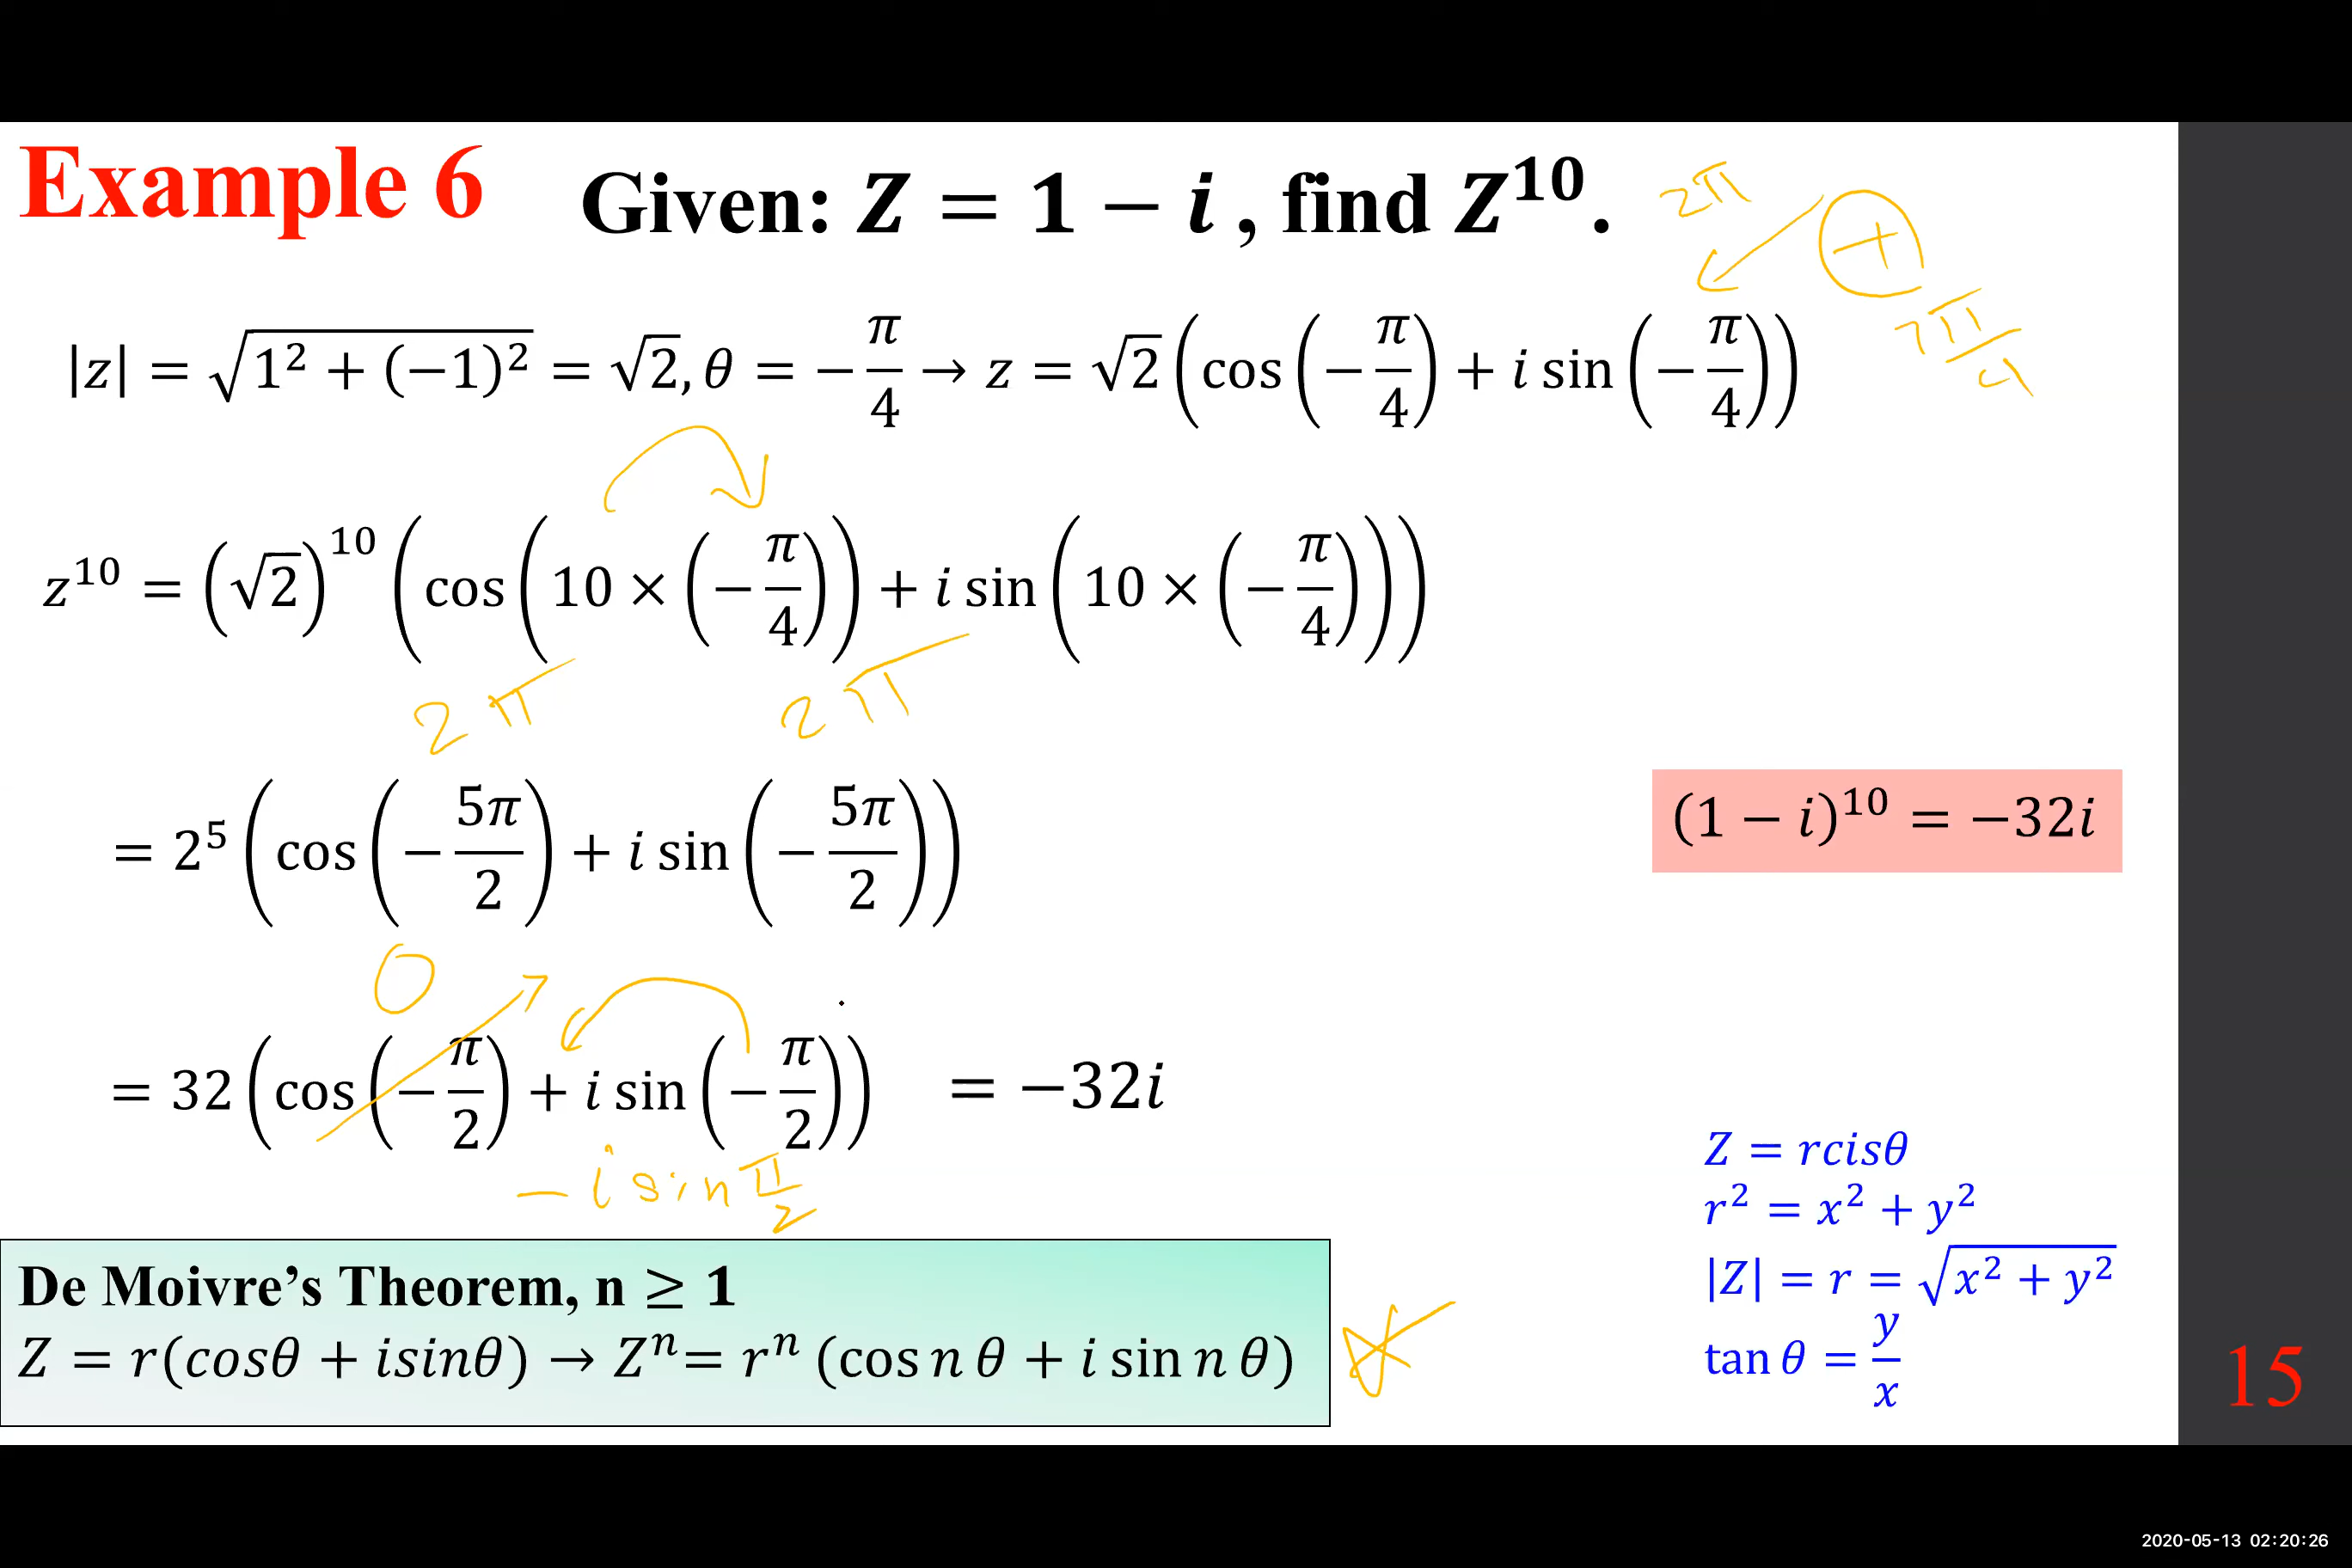 Example 6 Given: Z = 1 − i , find Z¹⁰.
2π
+
|z| = √(1² + (−1)²) = √2, θ = −π/4 → z = √2 (cos(−π/4) + i sin(−π/4))
z¹⁰ = (√2)¹⁰ (cos(10 × (−π/4)) + i sin(10 × (−π/4)))
2π 2π
= 2⁵ (cos(−5π/2) + i sin(−5π/2))
(1 − i)¹⁰ = −32i
0
= 32 (cos(−π/2) + i sin(−π/2)) = −32i
− i sin π/2
Z = rcisθ
r² = x² + y²
|Z| = r = √(x² + y²)
tan θ = y/x
De Moivre’s Theorem, n ≥ 1
Z = r(cosθ + isinθ) → Zⁿ= rⁿ (cos n θ + i sin n θ)
15
2020-05-13 02:20:26